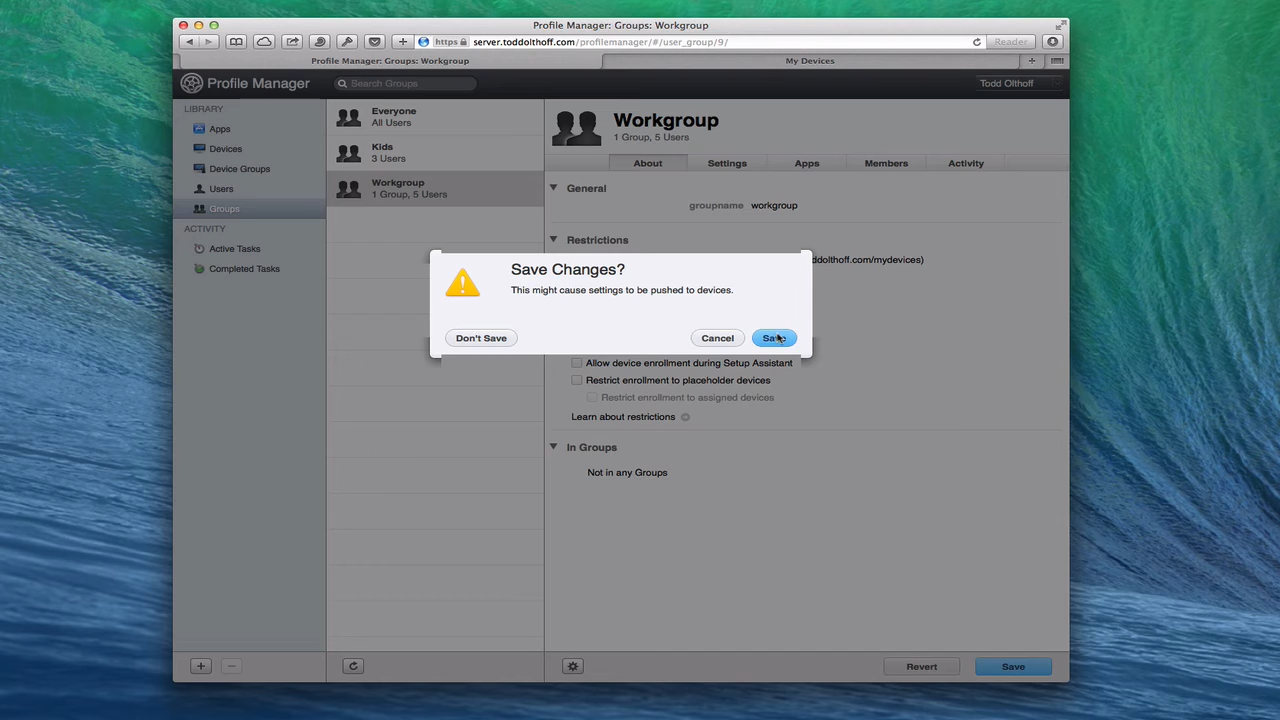 Profile Manager: Groups: Workgroup
https server.toddolthoff.com/profilemanager/#/user_group/9/
Reader
Profile Manager: Groups: Workgroup
My Devices
Profile Manager
Search Groups
Todd Olthoff
LIBRARY
Apps
Devices
Device Groups
Users
Groups
ACTIVITY
Active Tasks
Completed Tasks
Everyone
All Users
Kids
3 Users
Workgroup
1 Group, 5 Users
Workgroup
1 Group, 5 Users
About
Settings
Apps
Members
Activity
General
groupname workgroup
Restrictions
ddolthoff.com/mydevices)
Save Changes?
This might cause settings to be pushed to devices.
Don't Save
Cancel
Save
Allow device enrollment during Setup Assistant
Restrict enrollment to placeholder devices
Restrict enrollment to assigned devices
Learn about restrictions
In Groups
Not in any Groups
Revert
Save